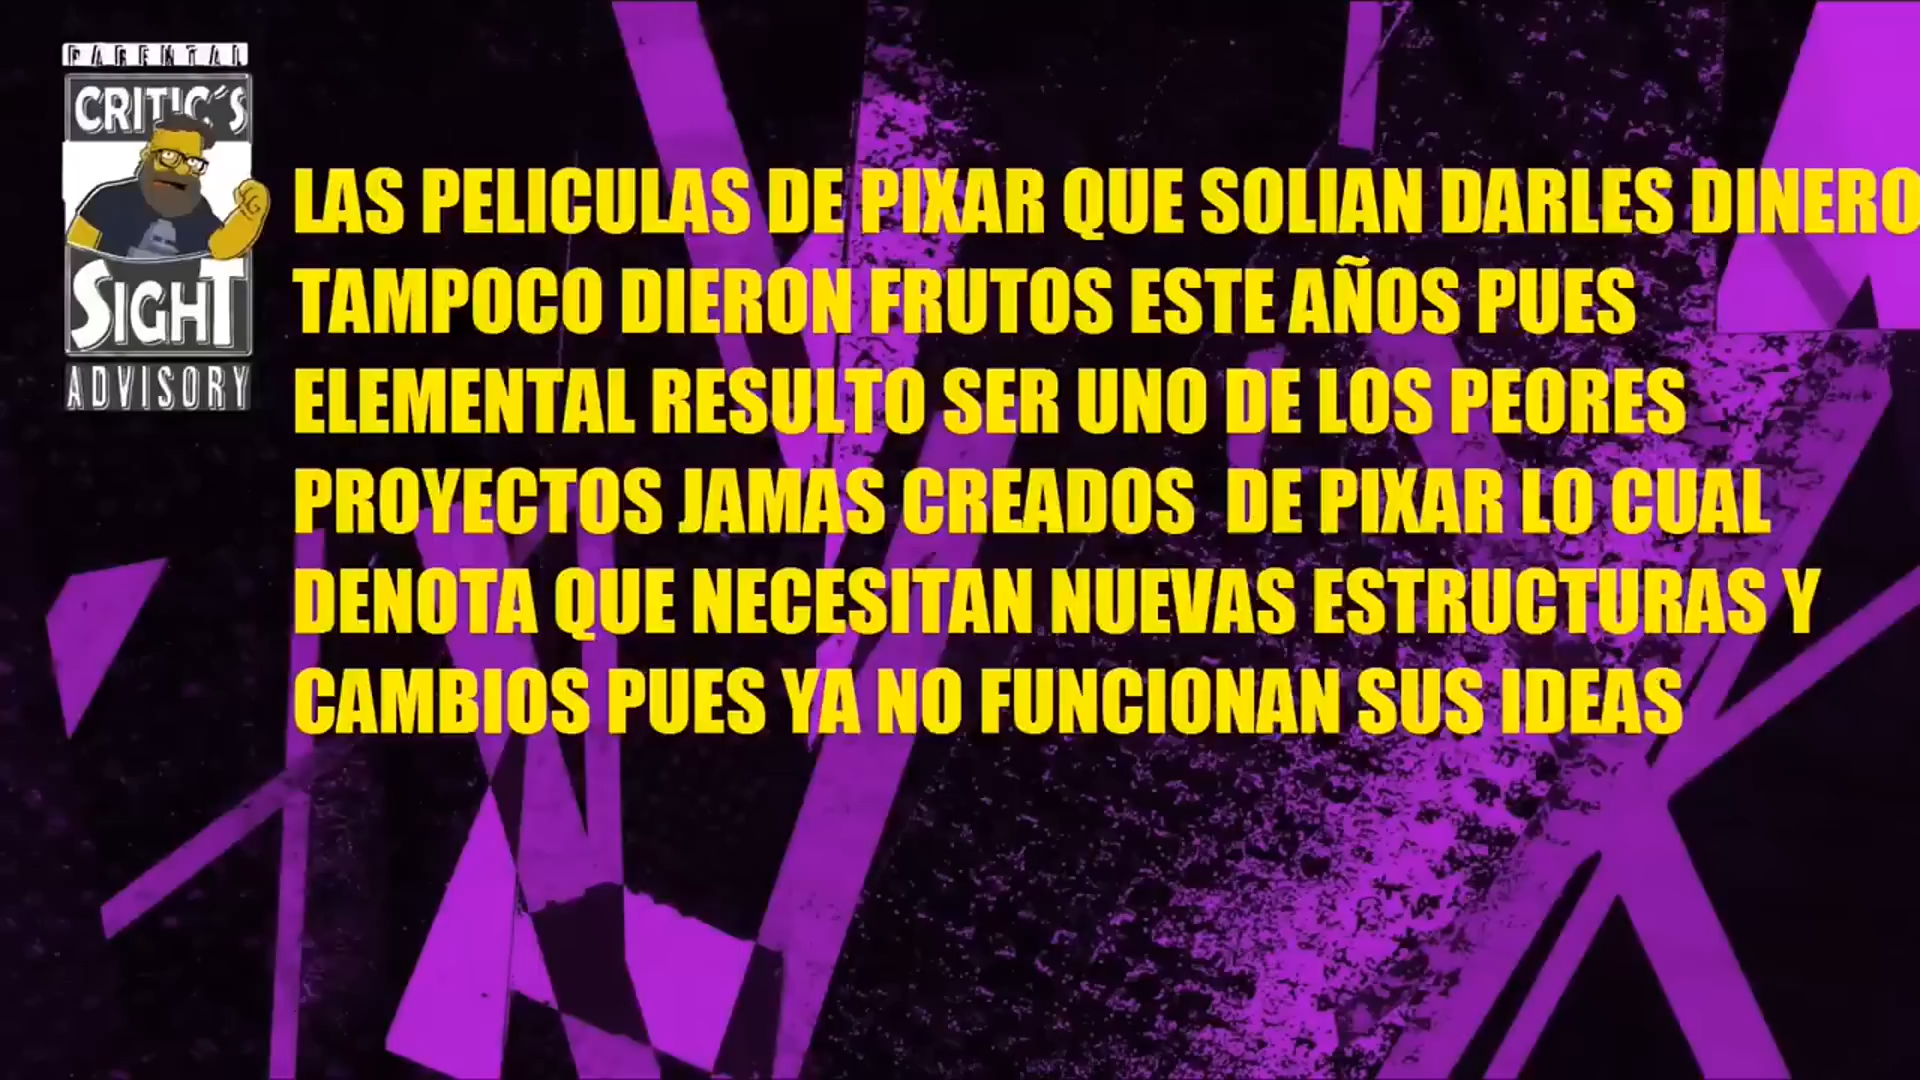 PARENTAL
CRITIC´S
SIGHT
ADVISORY
LAS PELICULAS DE PIXAR QUE SOLIAN DARLES DINERO
TAMPOCO DIERON FRUTOS ESTE AÑOS PUES
ELEMENTAL RESULTO SER UNO DE LOS PEORES
PROYECTOS JAMAS CREADOS  DE PIXAR LO CUAL
DENOTA QUE NECESITAN NUEVAS ESTRUCTURAS Y
CAMBIOS PUES YA NO FUNCIONAN SUS IDEAS